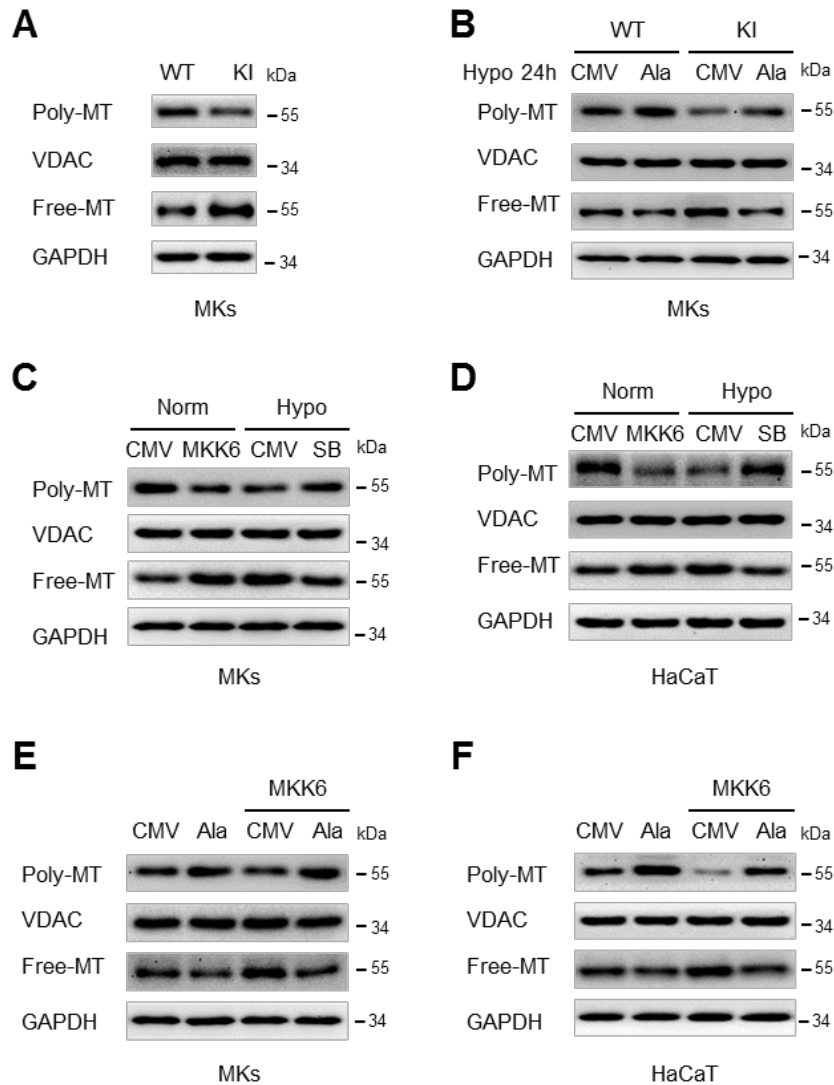 A
WT KI kDa
Poly-MT – 55
VDAC – 34
Free-MT – 55
GAPDH – 34
MKs
B
WT KI
Hypo 24h CMV Ala CMV Ala kDa
Poly-MT – 55
VDAC – 34
Free-MT – 55
GAPDH – 34
MKs
C
Norm Hypo
CMV MKK6 CMV SB kDa
Poly-MT – 55
VDAC – 34
Free-MT – 55
GAPDH – 34
MKs
D
Norm Hypo
CMV MKK6 CMV SB kDa
Poly-MT – 55
VDAC – 34
Free-MT – 55
GAPDH – 34
HaCaT
E
MKK6
CMV Ala CMV Ala kDa
Poly-MT – 55
VDAC – 34
Free-MT – 55
GAPDH – 34
MKs
F
MKK6
CMV Ala CMV Ala kDa
Poly-MT – 55
VDAC – 34
Free-MT – 55
GAPDH – 34
HaCaT